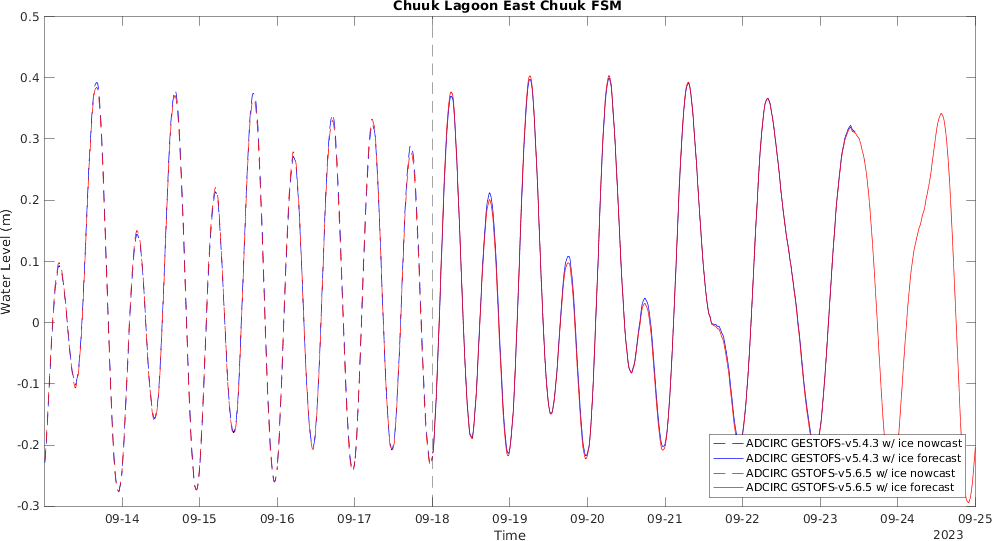 Chuuk Lagoon East Chuuk FSM
0.5
0.4
0.3
0.2
0.1
0
-0.1
-0.2
-0.3
Water Level (m)
ADCIRC GESTOFS-v5.4.3 w/ ice nowcast
ADCIRC GESTOFS-v5.4.3 w/ ice forecast
ADCIRC GSTOFS-v5.6.5 w/ ice nowcast
ADCIRC GSTOFS-v5.6.5 w/ ice forecast
09-14 09-15 09-16 09-17 09-18 09-19 09-20 09-21 09-22 09-23 09-24 09-25
Time
2023